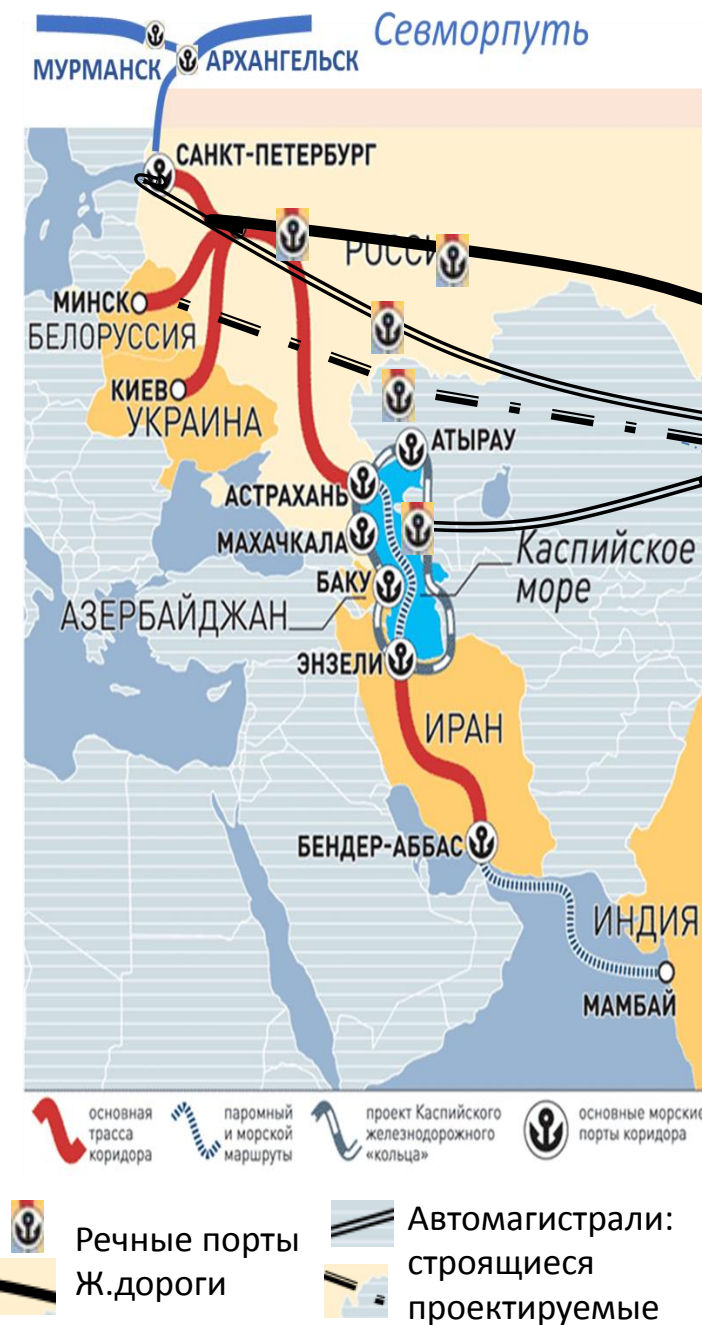 Севморпуть
МУРМАНСК
АРХАНГЕЛЬСК
САНКТ-ПЕТЕРБУРГ
РОССИ
МИНСК
БЕЛОРУССИЯ
КИЕВ
УКРАИНА
АТЫРАУ
АСТРАХАНЬ
МАХАЧКАЛА
Каспийское
море
БАКУ
АЗЕРБАЙДЖАН
ЭНЗЕЛИ
ИРАН
БЕНДЕР-АББАС
ИНДИЯ
МАМБАЙ
основная
трасса
коридора
паромный
и морской
маршруты
проект Каспийского
железнодорожного
«кольца»
основные морские
порты коридора
Речные порты
Ж.дороги
Автомагистрали:
строящиеся
проектируемые